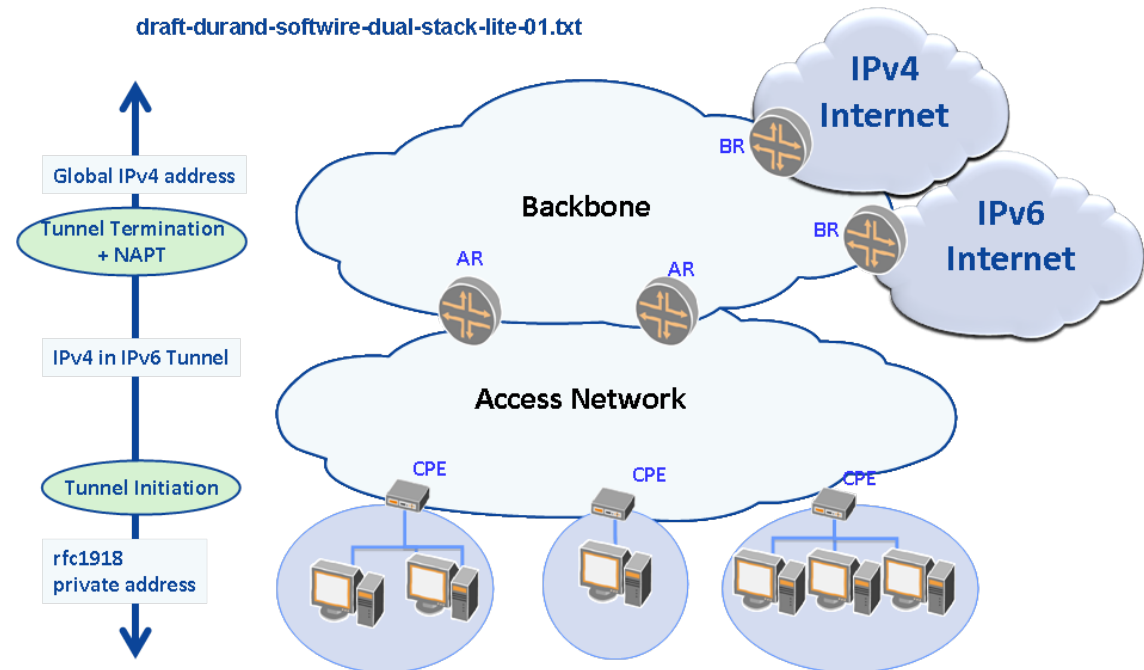 draft-durand-softwire-dual-stack-lite-01.txt
IPv4
Internet
BR
Global IPv4 address
Backbone
IPv6
Internet
BR
Tunnel Termination
+ NAPT
AR
AR
IPv4 in IPv6 Tunnel
Access Network
CPE
CPE
CPE
Tunnel Initiation
rfc1918
private address